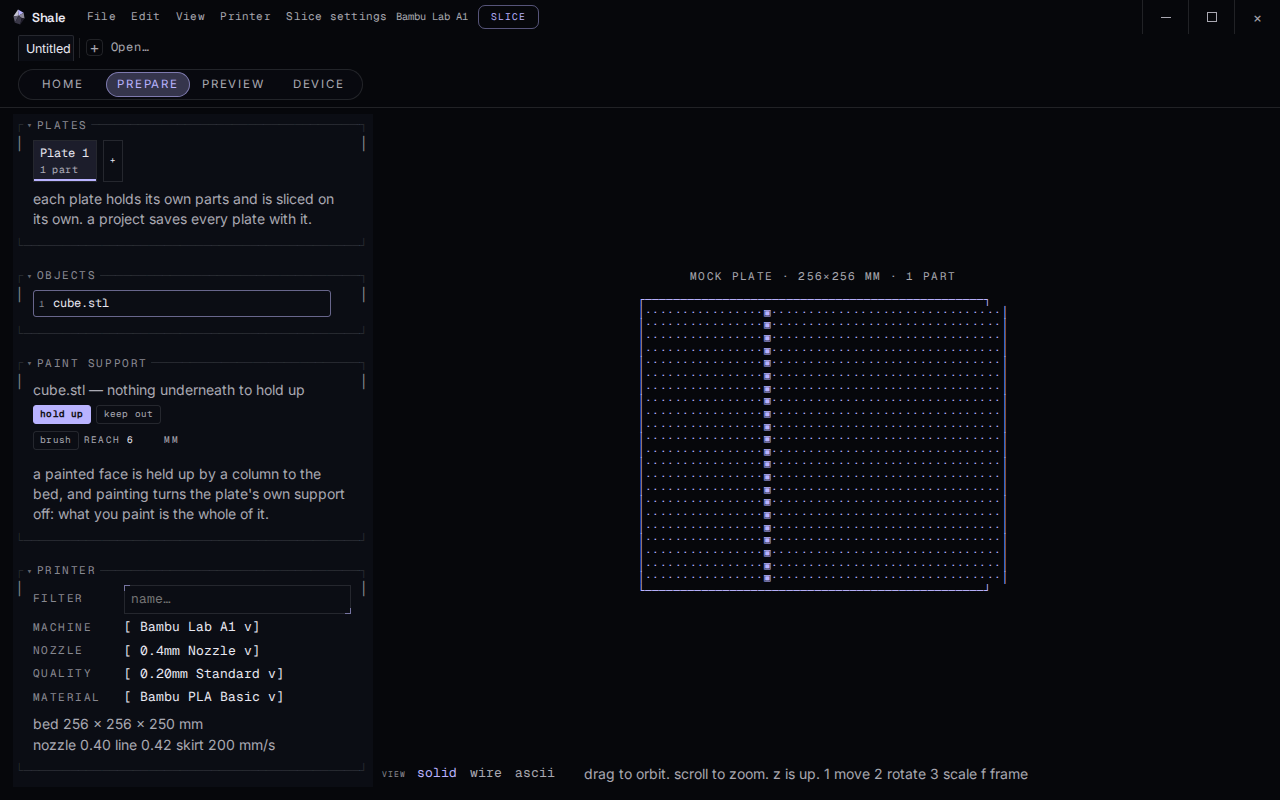 Shale File Edit View Printer Slice settings Bambu Lab A1 SLICE
Untitled + Open…
HOME PREPARE PREVIEW DEVICE
PLATES
Plate 1 +
1 part
each plate holds its own parts and is sliced on
its own. a project saves every plate with it.
OBJECTS
1 cube.stl
PAINT SUPPORT
cube.stl — nothing underneath to hold up
hold up keep out
brush REACH 6 MM
a painted face is held up by a column to the
bed, and painting turns the plate's own support
off: what you paint is the whole of it.
PRINTER
FILTER name…
MACHINE [ Bambu Lab A1 v]
NOZZLE [ 0.4mm Nozzle v]
QUALITY [ 0.20mm Standard v]
MATERIAL [ Bambu PLA Basic v]
bed 256 × 256 × 250 mm
nozzle 0.40 line 0.42 skirt 200 mm/s
MOCK PLATE · 256×256 MM · 1 PART
VIEW solid wire ascii drag to orbit. scroll to zoom. z is up. 1 move 2 rotate 3 scale f frame